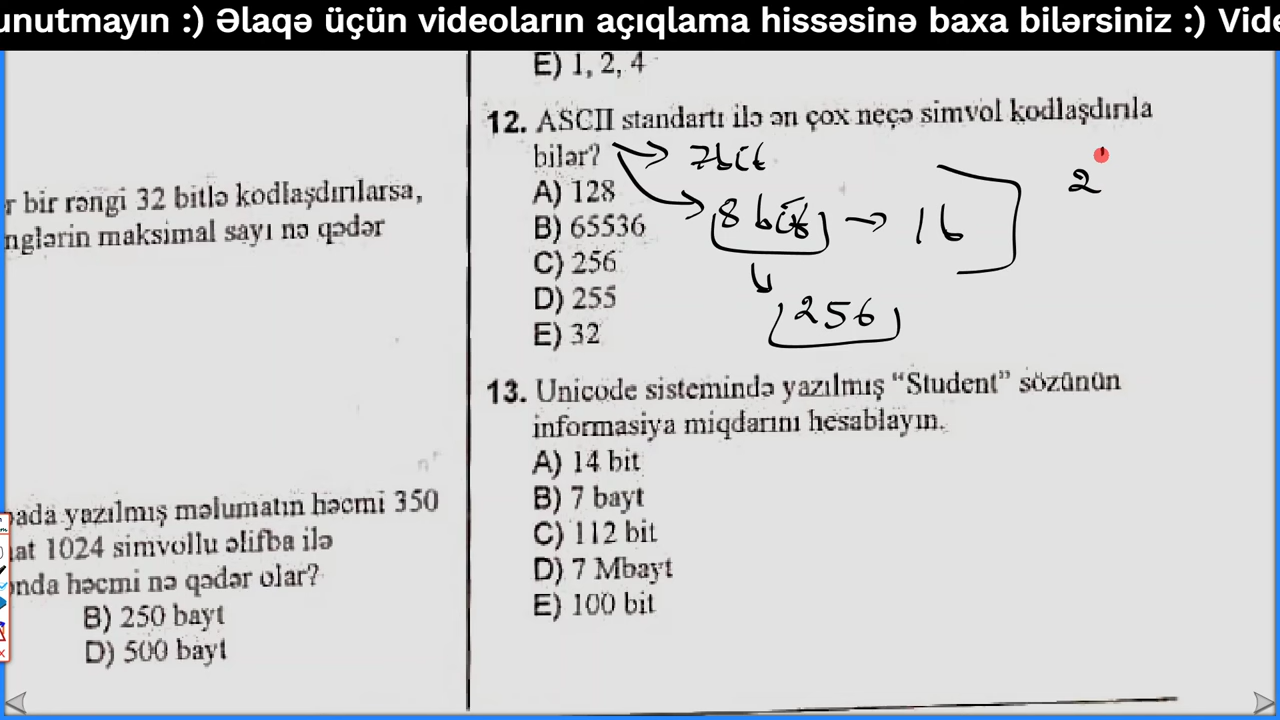 unutmayın :) Əlaqə üçün videoların açıqlama hissəsinə baxa bilərsiniz :) Vide
r bir rəngi 32 bitlə kodlaşdırılarsa,
nglərin maksimal sayı nə qədər
ada yazılmış məlumatın həcmi 350
at 1024 simvollu əlifba ilə
onda həcmi nə qədər olar?
B) 250 bayt
D) 500 bayt
E) 1, 2, 4
12. ASCII standartı ilə ən çox neçə simvol kodlaşdırıla
bilər? → 7bit
A) 128
B) 65536 8 bit → 1b 2
C) 256
D) 255 256
E) 32
13. Unicode sistemində yazılmış “Student” sözünün
informasiya miqdarını hesablayın.
A) 14 bit
B) 7 bayt
C) 112 bit
D) 7 Mbayt
E) 100 bit